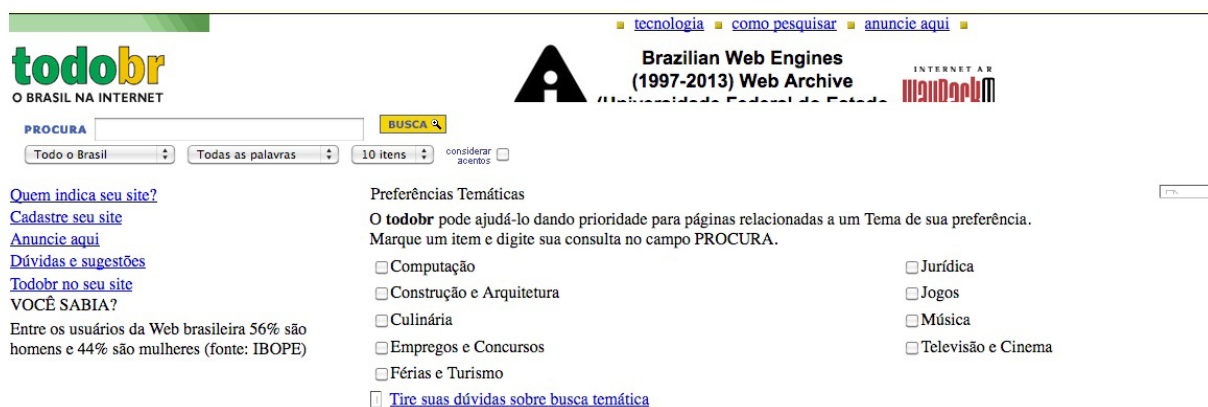 tecnologia como pesquisar anuncie aqui
todobr
O BRASIL NA INTERNET
Brazilian Web Engines
(1997-2013) Web Archive
(Universidade Federal do Estado
INTERNET AR
WayBackM
PROCURA
BUSCA
Todo o Brasil Todas as palavras 10 itens considerar acentos
Quem indica seu site?
Cadastre seu site
Anuncie aqui
Dúvidas e sugestões
Todobr no seu site
VOCÊ SABIA?
Entre os usuários da Web brasileira 56% são
homens e 44% são mulheres (fonte: IBOPE)
Preferências Temáticas
O todobr pode ajudá-lo dando prioridade para páginas relacionadas a um Tema de sua preferência.
Marque um item e digite sua consulta no campo PROCURA.
Computação
Construção e Arquitetura
Culinária
Empregos e Concursos
Férias e Turismo
Jurídica
Jogos
Música
Televisão e Cinema
Tire suas dúvidas sobre busca temática